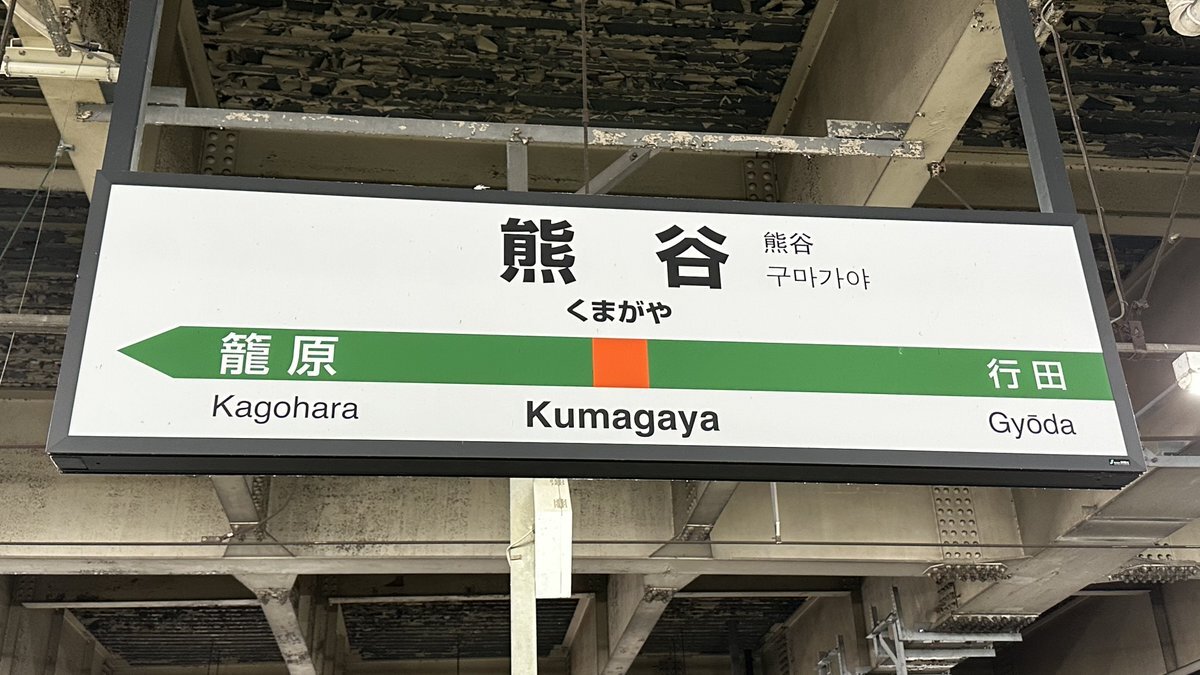 熊谷
熊谷
구마가야
くまがや
籠原
行田
Kagohara
Kumagaya
Gyōda